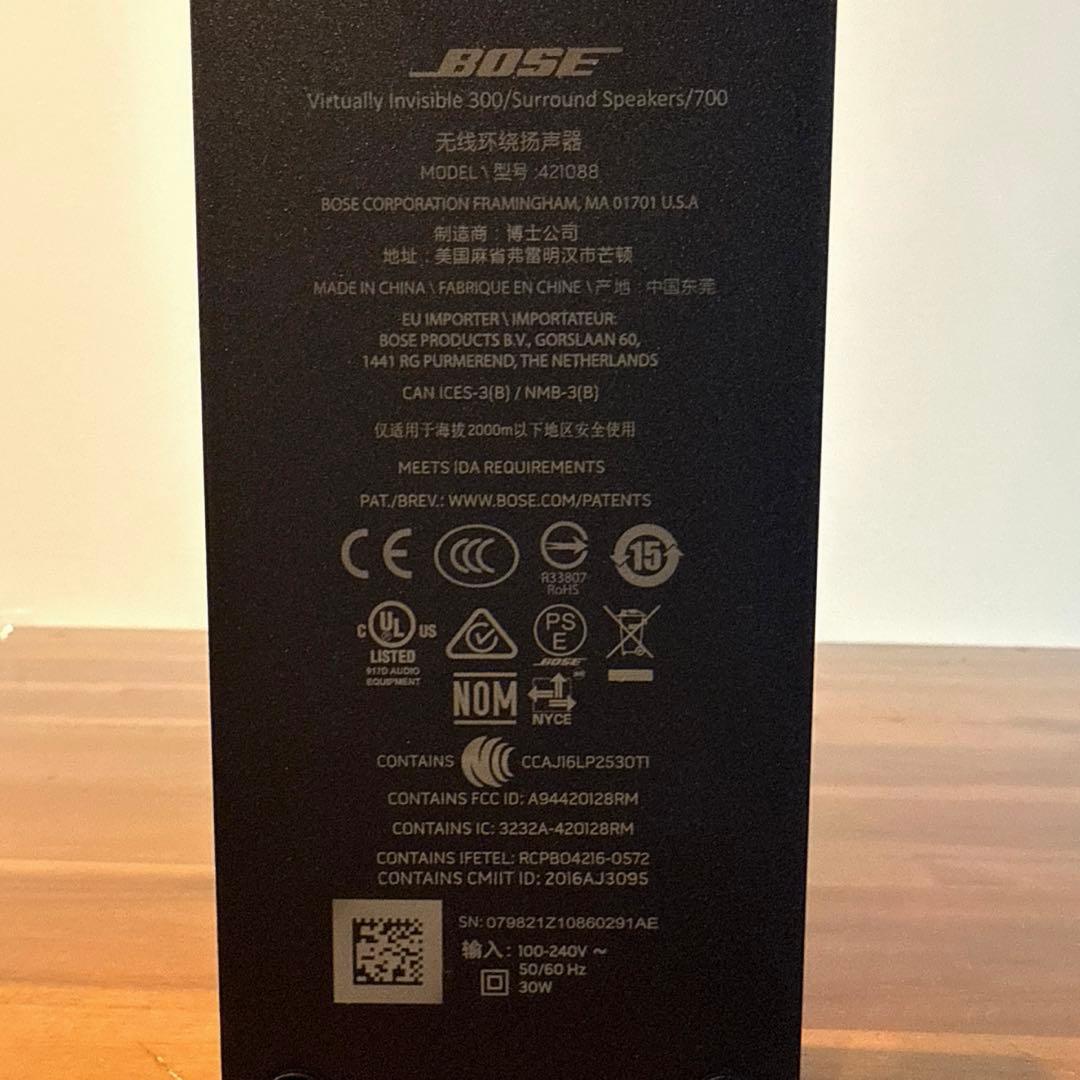 BOSE
Virtually Invisible 300/Surround Speakers/700
无线环绕扬声器
MODEL \ 型号 :421088
BOSE CORPORATION FRAMINGHAM, MA 01701 U.S.A
制造商 : 博士公司
地址 : 美国麻省弗雷明汉市芒顿
MADE IN CHINA \ FABRIQUE EN CHINE \ 产地 : 中国东莞
EU IMPORTER \ IMPORTATEUR:
BOSE PRODUCTS B.V., GORSLAAN 60,
1441 RG PURMEREND, THE NETHERLANDS
CAN ICES-3(B) / NMB-3(B)
仅适用于海拔2000m以下地区安全使用
MEETS IDA REQUIREMENTS
PAT./BREV.: WWW.BOSE.COM/PATENTS
CE CCC 15
R33807
RoHS
C UL US
LISTED
917D AUDIO
EQUIPMENT
PS
E
BOSE
NOM
NYCE
CONTAINS CCAJ16LP2530T1
CONTAINS FCC ID: A94420128RM
CONTAINS IC: 3232A-420128RM
CONTAINS IFETEL: RCPBO4216-0572
CONTAINS CMIIT ID: 2016AJ3095
SN: 079821Z10860291AE
输入: 100-240V ~
50/60 Hz
30W